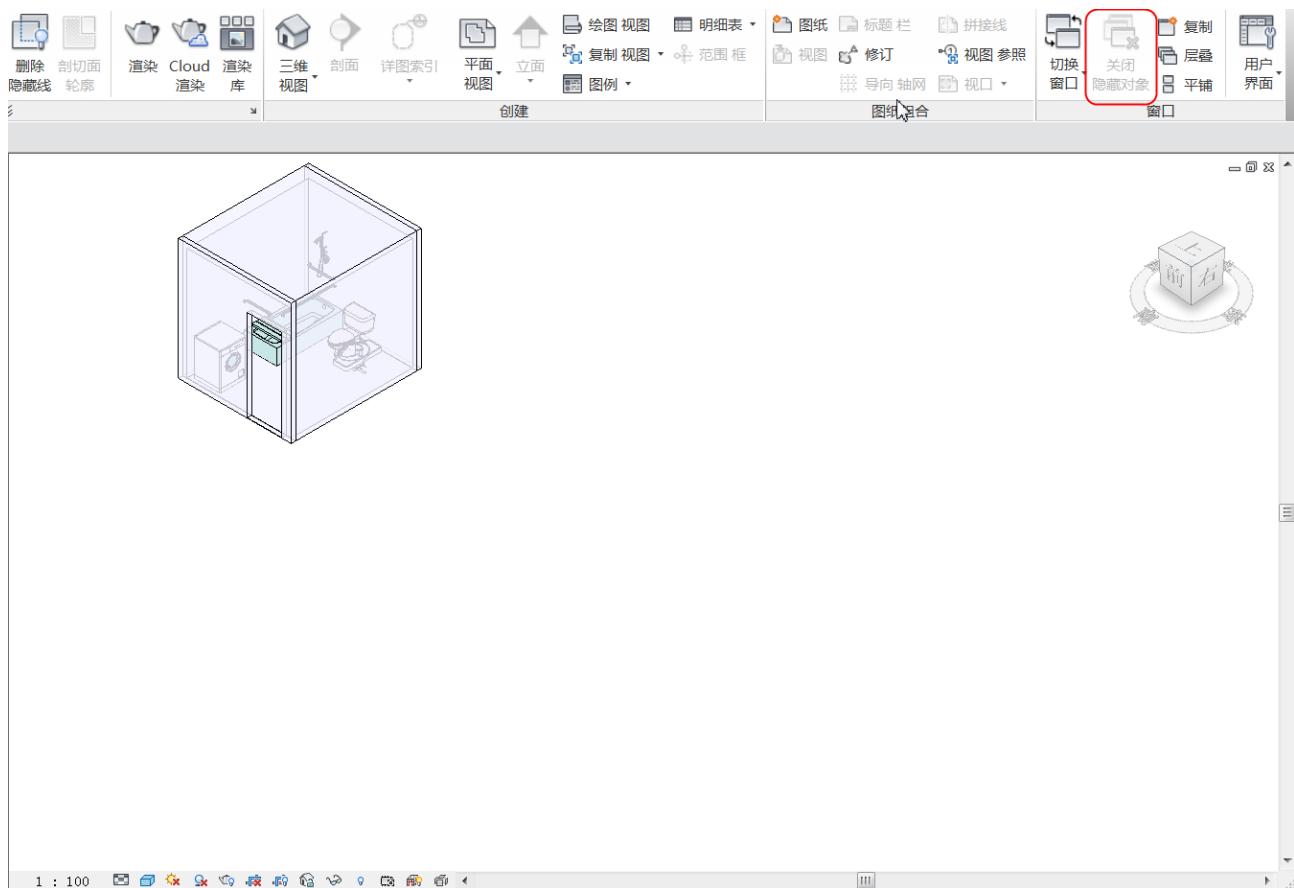 绘图 视图 明细表 图纸 标题 栏 拼接线 复制
删除 剖切面 渲染 Cloud 渲染 三维 剖面 详图索引 平面 立面 复制 视图 范围 框 视图 修订 视图 参照 切换 关闭 层叠 用户
隐藏线 轮廓 渲染 库 视图 视图 图例 导向 轴网 视口 窗口 隐藏对象 平铺 界面
创建 图纸组合 窗口
上
前 右
1 : 100